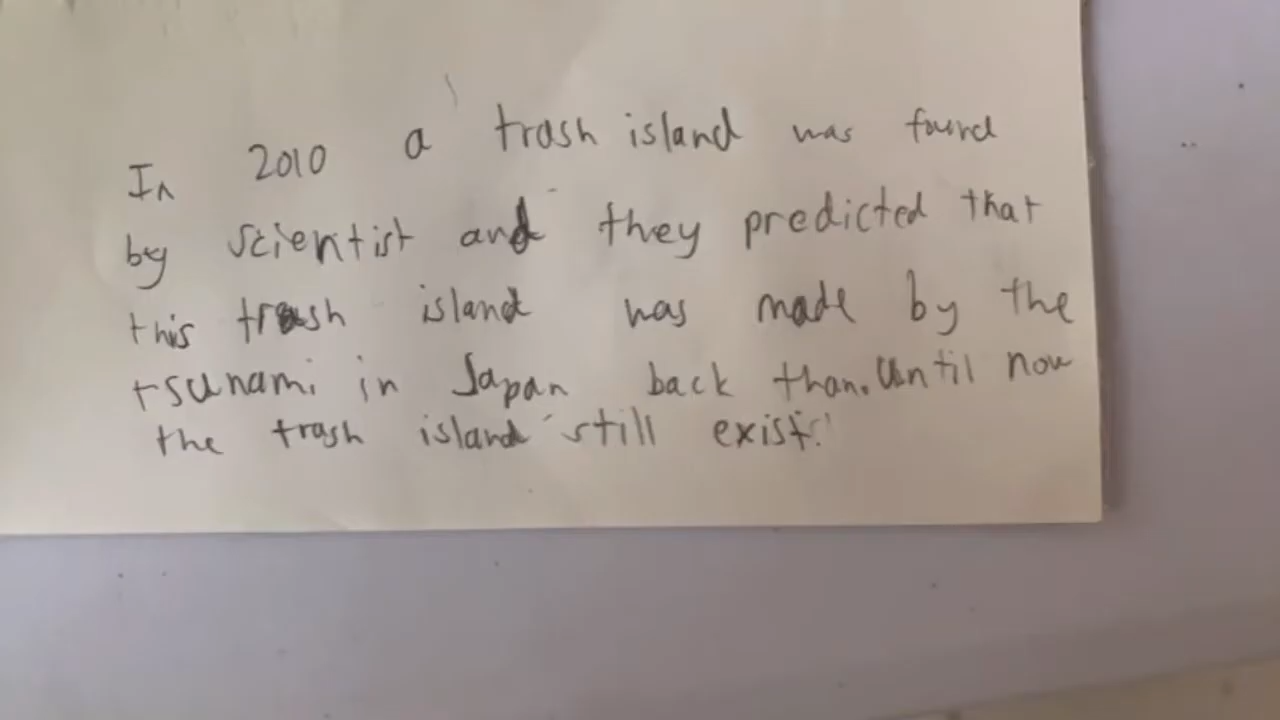 In 2010 a trash island was found
by scientist and they predicted that
this trash island was made by the
tsunami in Japan back than. Until now
the trash island still exist.